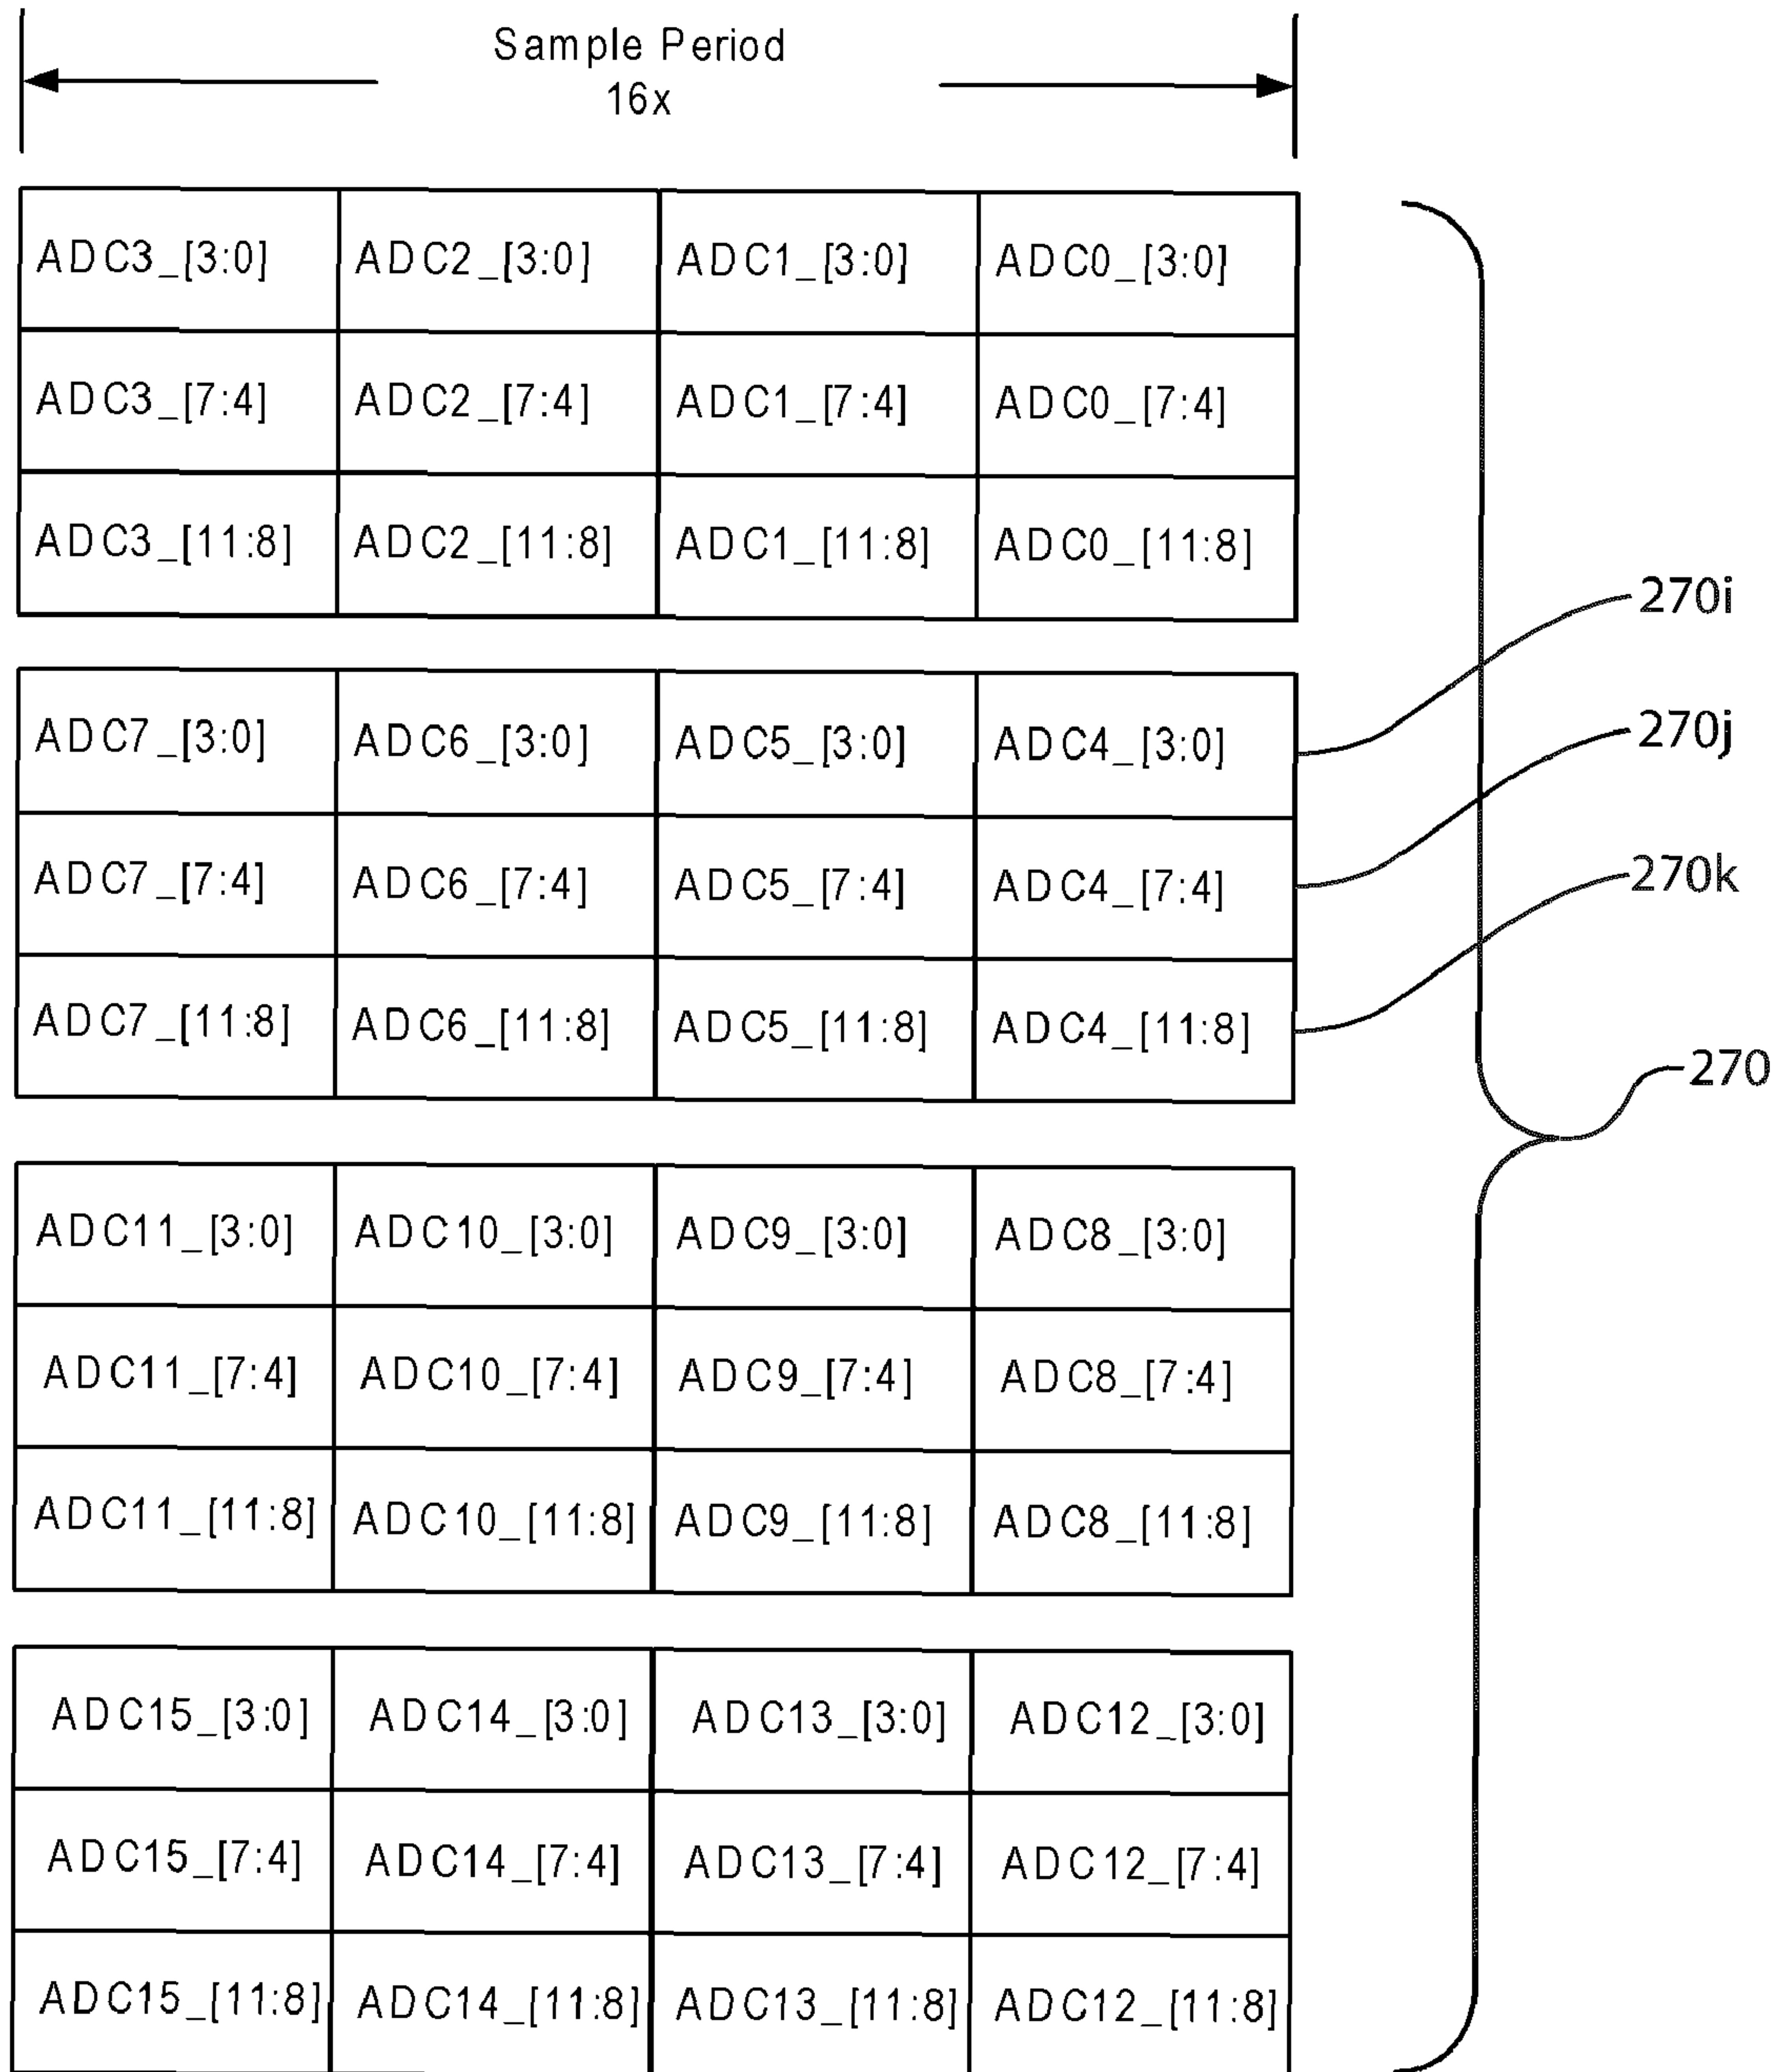 Sample Period
16x
ADC3_[3:0] ADC2_[3:0] ADC1_[3:0] ADC0_[3:0]
ADC3_[7:4] ADC2_[7:4] ADC1_[7:4] ADC0_[7:4]
ADC3_[11:8] ADC2_[11:8] ADC1_[11:8] ADC0_[11:8]
270i
ADC7_[3:0] ADC6_[3:0] ADC5_[3:0] ADC4_[3:0]
270j
ADC7_[7:4] ADC6_[7:4] ADC5_[7:4] ADC4_[7:4]
270k
ADC7_[11:8] ADC6_[11:8] ADC5_[11:8] ADC4_[11:8]
270
ADC11_[3:0] ADC10_[3:0] ADC9_[3:0] ADC8_[3:0]
ADC11_[7:4] ADC10_[7:4] ADC9_[7:4] ADC8_[7:4]
ADC11_[11:8] ADC10_[11:8] ADC9_[11:8] ADC8_[11:8]
ADC15_[3:0] ADC14_[3:0] ADC13_[3:0] ADC12_[3:0]
ADC15_[7:4] ADC14_[7:4] ADC13_[7:4] ADC12_[7:4]
ADC15_[11:8] ADC14_[11:8] ADC13_[11:8] ADC12_[11:8]